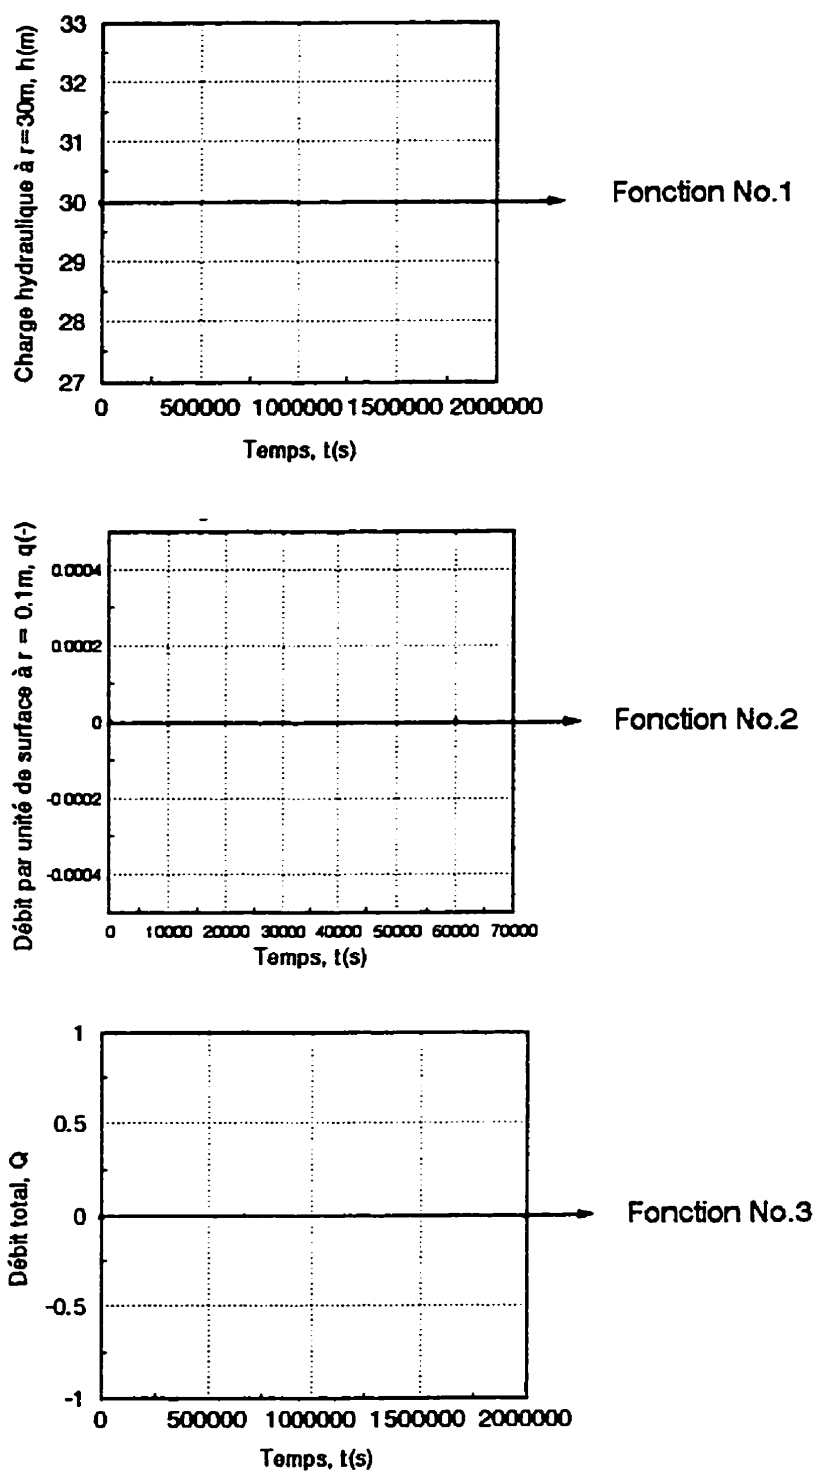 33
32
31
30
29
28
27
Charge hydraulique à r=30m, h(m)
0 500000 1000000 1500000 2000000
Temps, t(s)
Fonction No.1
0.0004
0.0002
0
-0.0002
-0.0004
Débit par unité de surface à r = 0.1m, q(-)
0 10000 20000 30000 40000 50000 60000 70000
Temps, t(s)
Fonction No.2
1
0.5
0
-0.5
-1
Débit total, Q
0 500000 1000000 1500000 2000000
Temps, t(s)
Fonction No.3